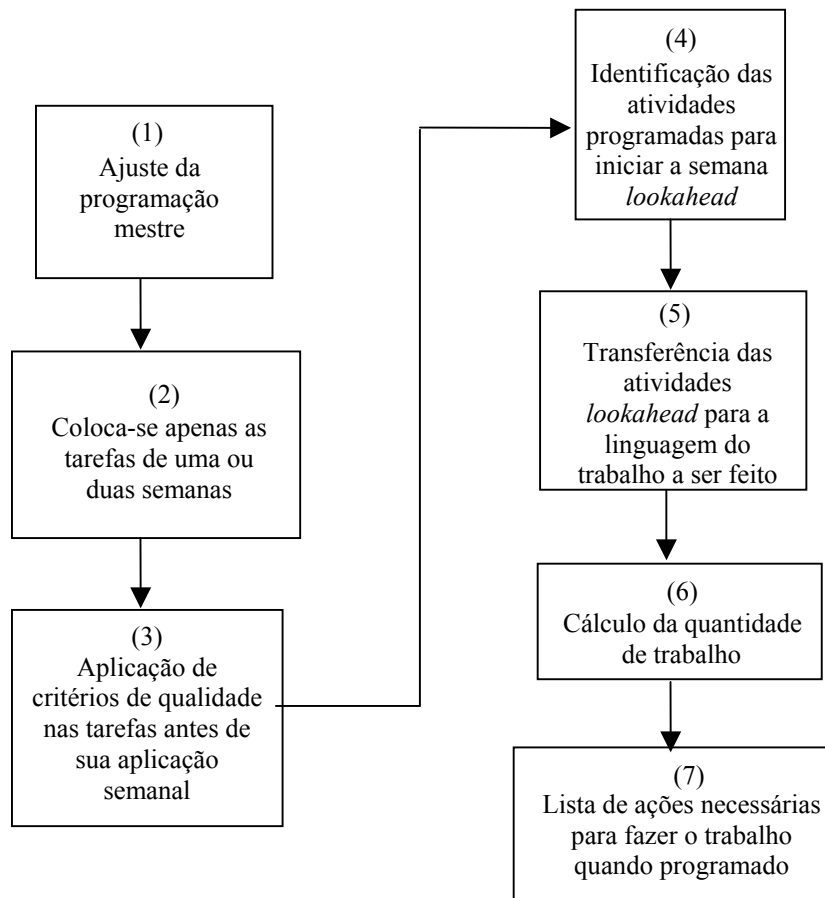 (1)
Ajuste da
programação
mestre
(2)
Coloca-se apenas as
tarefas de uma ou
duas semanas
(3)
Aplicação de
critérios de qualidade
nas tarefas antes de
sua aplicação
semanal
(4)
Identificação das
atividades
programadas para
iniciar a semana
lookahead
(5)
Transferência das
atividades
lookahead para a
linguagem do
trabalho a ser feito
(6)
Cálculo da quantidade
de trabalho
(7)
Lista de ações necessárias
para fazer o trabalho
quando programado